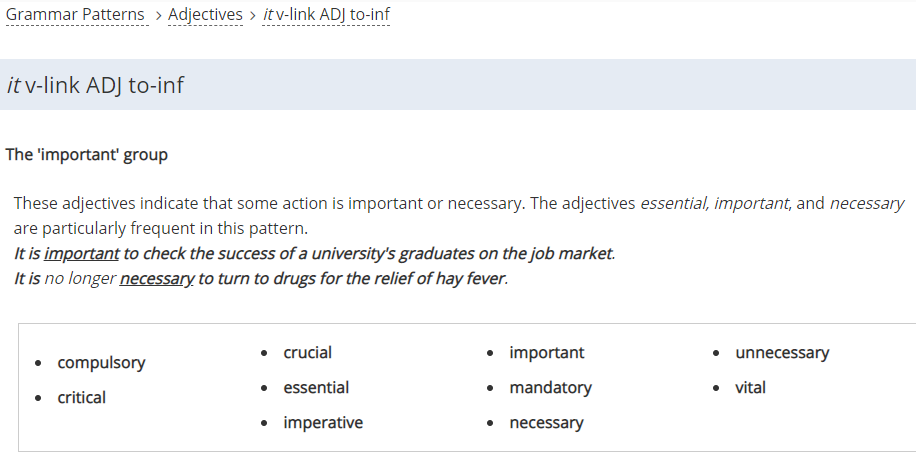 Grammar Patterns > Adjectives > it v-link ADJ to-inf
it v-link ADJ to-inf
The 'important' group
These adjectives indicate that some action is important or necessary. The adjectives essential, important, and necessary
are particularly frequent in this pattern.
It is important to check the success of a university's graduates on the job market.
It is no longer necessary to turn to drugs for the relief of hay fever.
• compulsory
• critical
• crucial
• essential
• imperative
• important
• mandatory
• necessary
• unnecessary
• vital